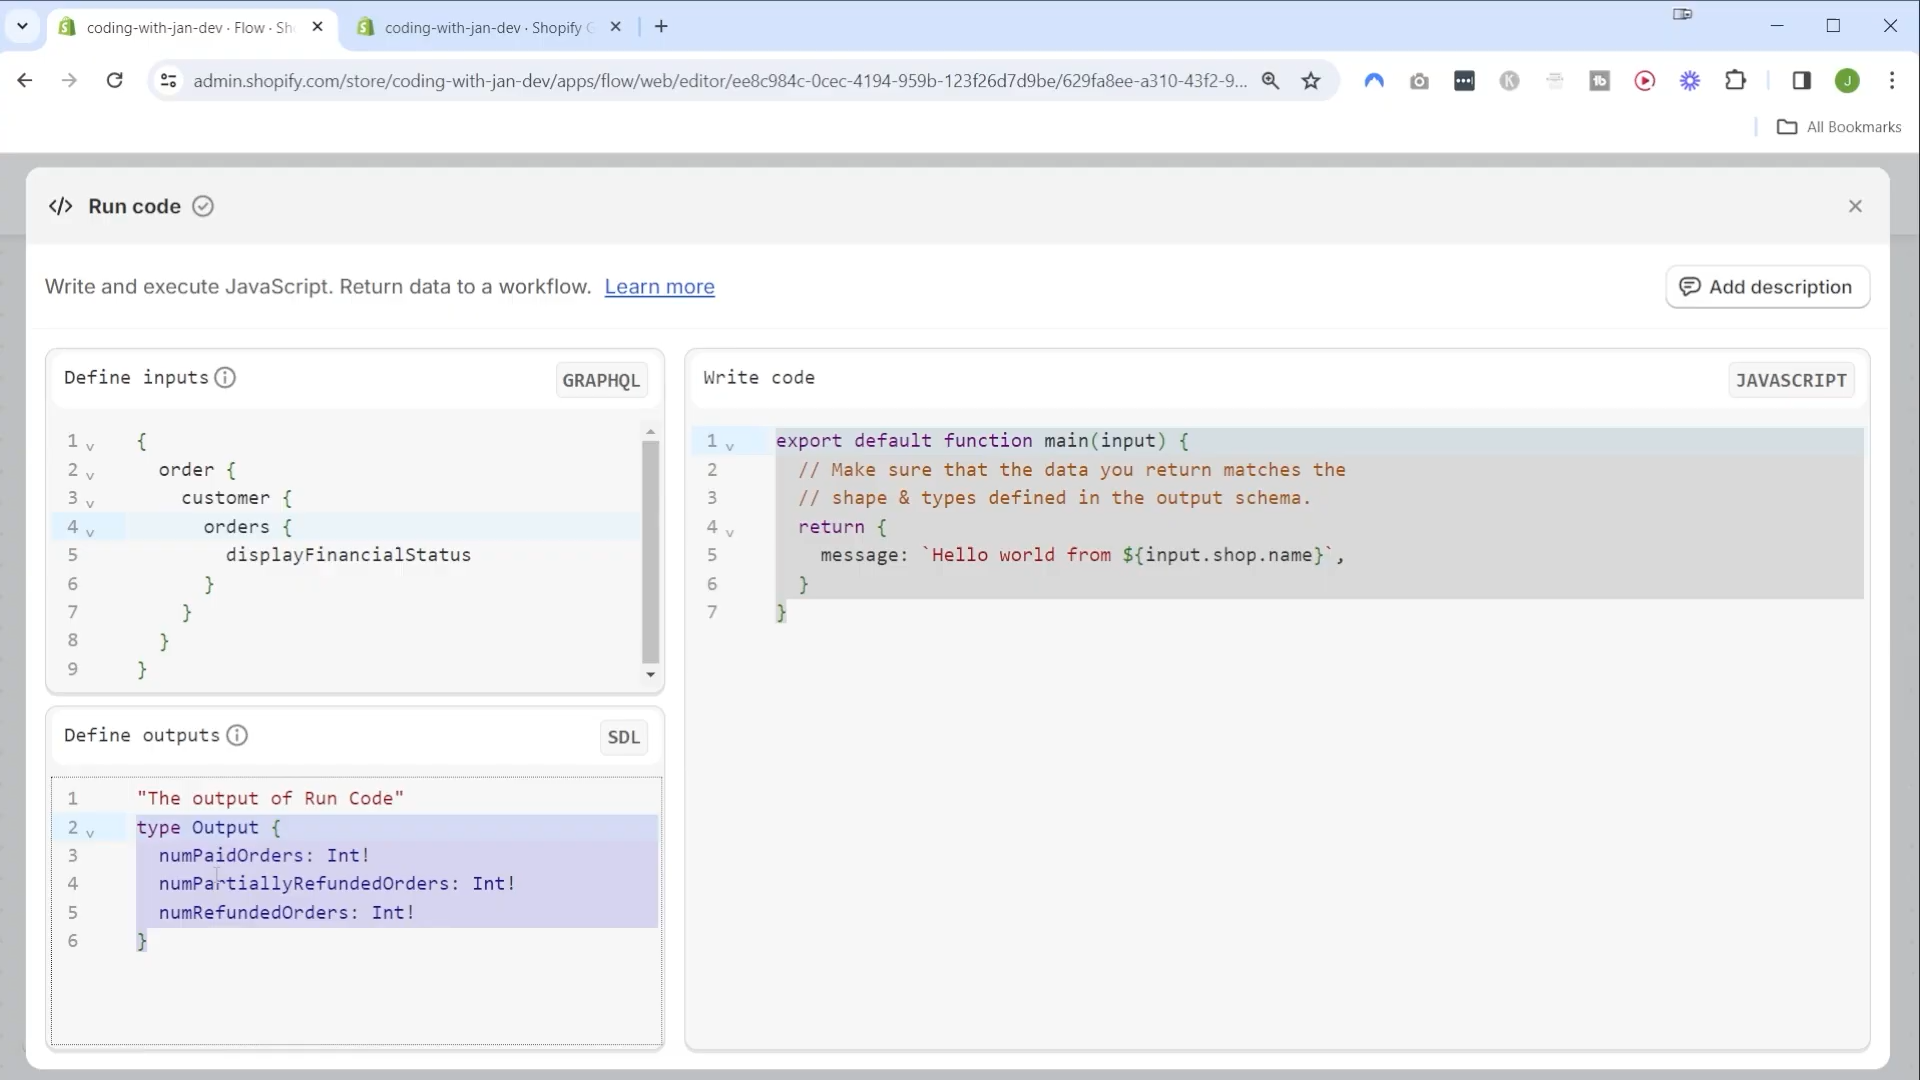 coding-with-jan-dev · Flow · Sh
coding-with-jan-dev · Shopify
admin.shopify.com/store/coding-with-jan-dev/apps/flow/web/editor/ee8c984c-0cec-4194-959b-123f26d7d9be/629fa8ee-a310-43f2-9...
K
tb
J
All Bookmarks
</> Run code
Write and execute JavaScript. Return data to a workflow. Learn more
Add description
Define inputs
GRAPHQL
1 {
2 order {
3 customer {
4 orders {
5 displayFinancialStatus
6 }
7 }
8 }
9 }
Define outputs
SDL
1 "The output of Run Code"
2 type Output {
3 numPaidOrders: Int!
4 numPartiallyRefundedOrders: Int!
5 numRefundedOrders: Int!
6 }
Write code
JAVASCRIPT
1 export default function main(input) {
2 // Make sure that the data you return matches the
3 // shape & types defined in the output schema.
4 return {
5 message: `Hello world from ${input.shop.name}`,
6 }
7 }